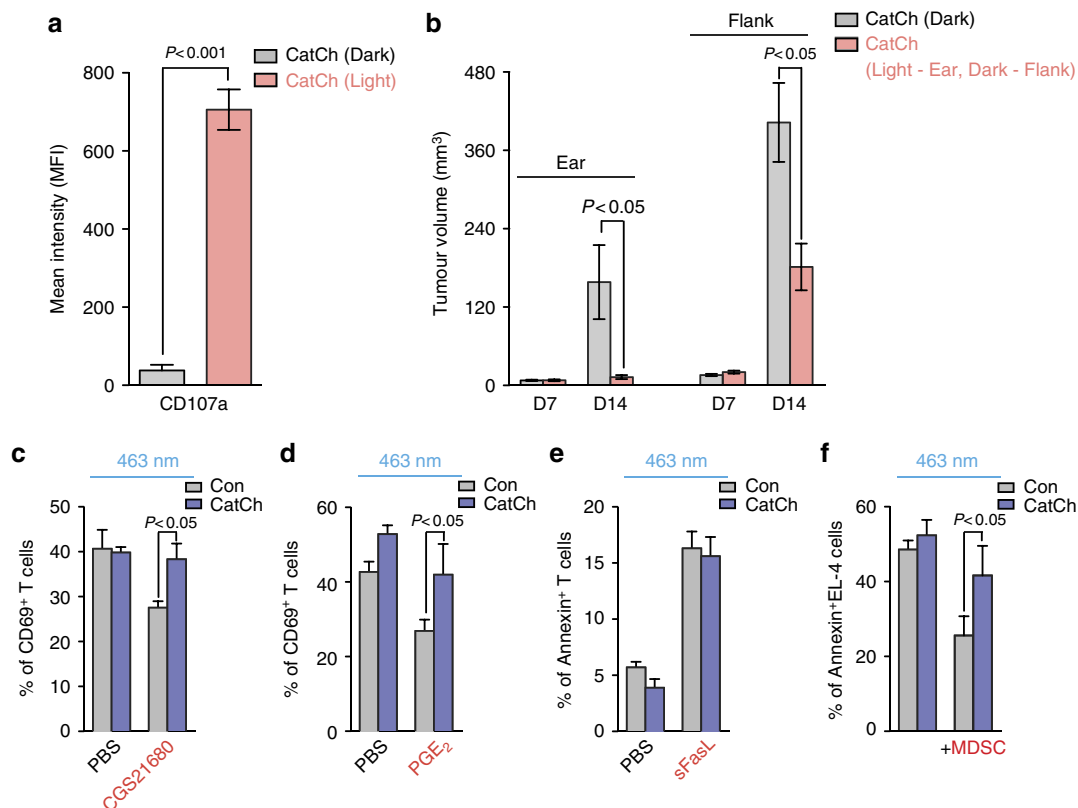 a
P< 0.001
CatCh (Dark)
CatCh (Light)
Mean intensity (MFI)
800
600
400
200
0
CD107a
b
Flank
CatCh (Dark)
CatCh
(Light - Ear, Dark - Flank)
P< 0.05
Tumour volume (mm³)
480
360
240
120
0
Ear
P< 0.05
D7
D14
D7
D14
c
463 nm
Con
CatCh
P< 0.05
% of CD69⁺ T cells
50
40
30
20
10
0
PBS
CGS21680
d
463 nm
Con
CatCh
P< 0.05
% of CD69⁺ T cells
60
40
20
0
PBS
PGE₂
e
463 nm
Con
CatCh
% of Annexin⁺ T cells
20
15
10
5
0
PBS
sFasL
f
463 nm
Con
CatCh
P< 0.05
% of Annexin⁺EL-4 cells
60
40
20
0
+MDSC